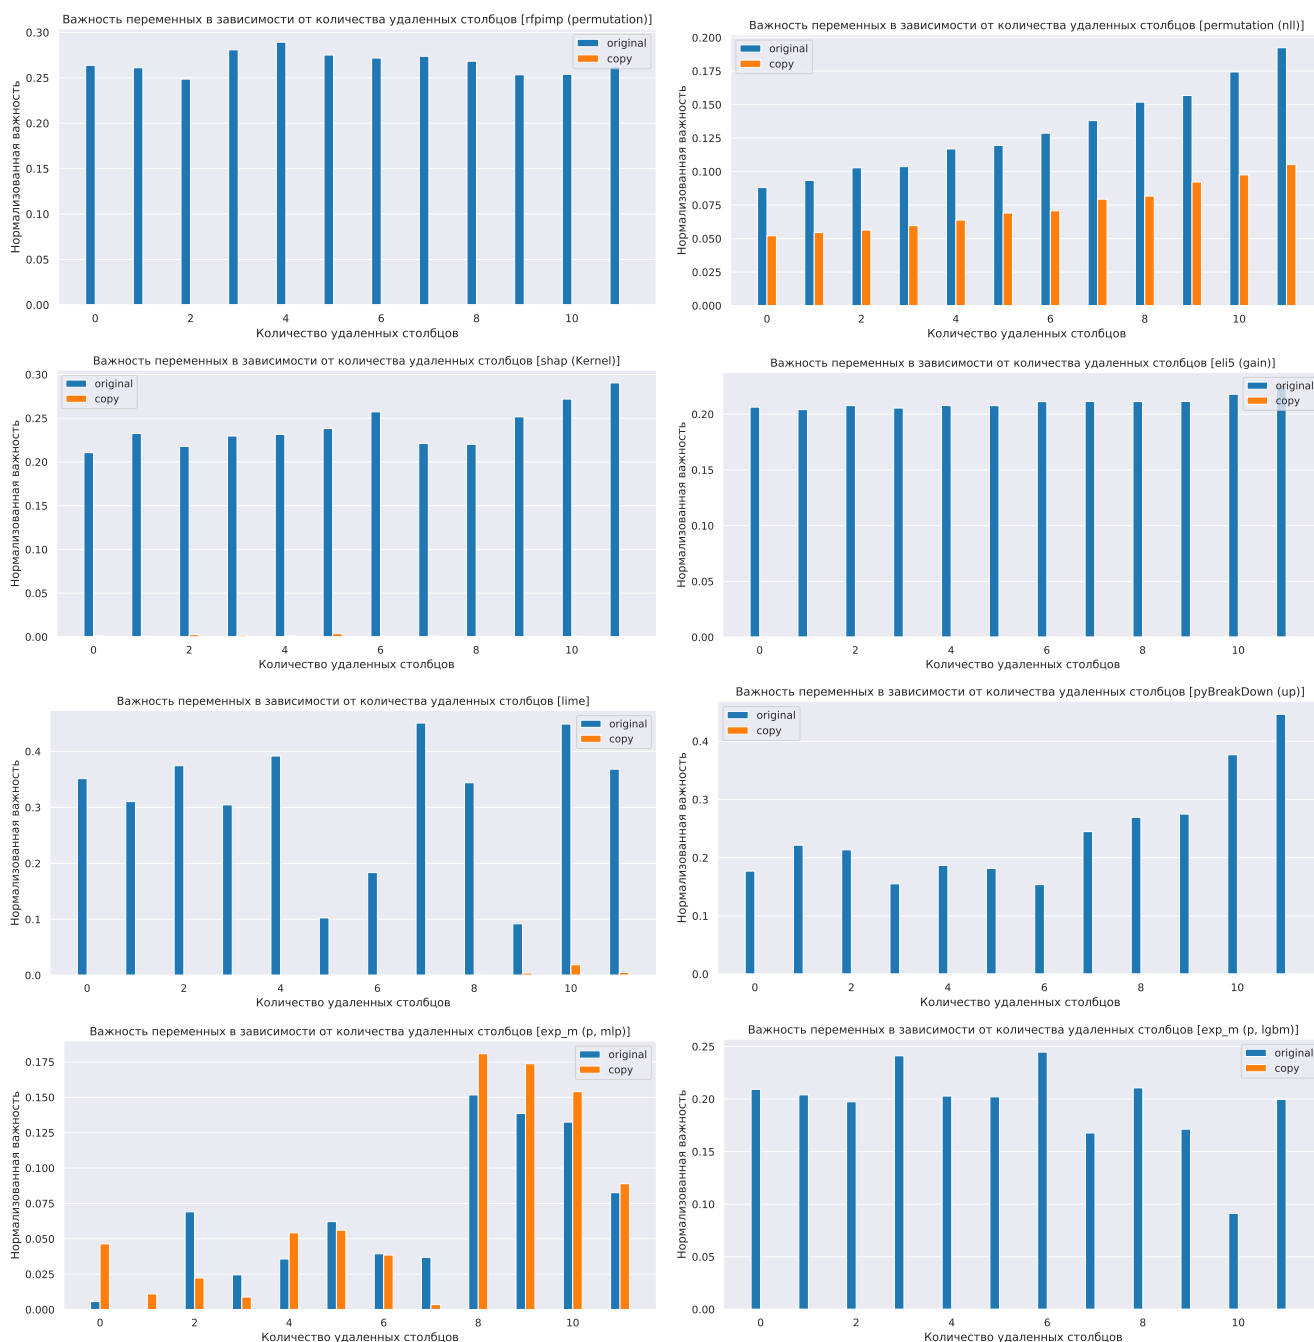 Важность переменных в зависимости от количества удаленных столбцов [rfpimp (permutation)]
original
copy
Нормализованная важность
0.30
0.25
0.20
0.15
0.10
0.05
0.00
0 2 4 6 8 10
Количество удаленных столбцов
Важность переменных в зависимости от количества удаленных столбцов [permutation (nll)]
original
copy
Нормализованная важность
0.200
0.175
0.150
0.125
0.100
0.075
0.050
0.025
0.000
0 2 4 6 8 10
Количество удаленных столбцов
Важность переменных в зависимости от количества удаленных столбцов [shap (Kernel)]
original
copy
Нормализованная важность
0.30
0.25
0.20
0.15
0.10
0.05
0.00
0 2 4 6 8 10
Количество удаленных столбцов
Важность переменных в зависимости от количества удаленных столбцов [eli5 (gain)]
original
copy
Нормализованная важность
0.20
0.15
0.10
0.05
0.00
0 2 4 6 8 10
Количество удаленных столбцов
Важность переменных в зависимости от количества удаленных столбцов [lime]
original
copy
Нормализованная важность
0.4
0.3
0.2
0.1
0.0
0 2 4 6 8 10
Количество удаленных столбцов
Важность переменных в зависимости от количества удаленных столбцов [pyBreakDown (up)]
original
copy
Нормализованная важность
0.4
0.3
0.2
0.1
0.0
0 2 4 6 8 10
Количество удаленных столбцов
Важность переменных в зависимости от количества удаленных столбцов [exp_m (p, mlp)]
original
copy
Нормализованная важность
0.175
0.150
0.125
0.100
0.075
0.050
0.025
0.000
0 2 4 6 8 10
Количество удаленных столбцов
Важность переменных в зависимости от количества удаленных столбцов [exp_m (p, lgbm)]
original
copy
Нормализованная важность
0.25
0.20
0.15
0.10
0.05
0.00
0 2 4 6 8 10
Количество удаленных столбцов